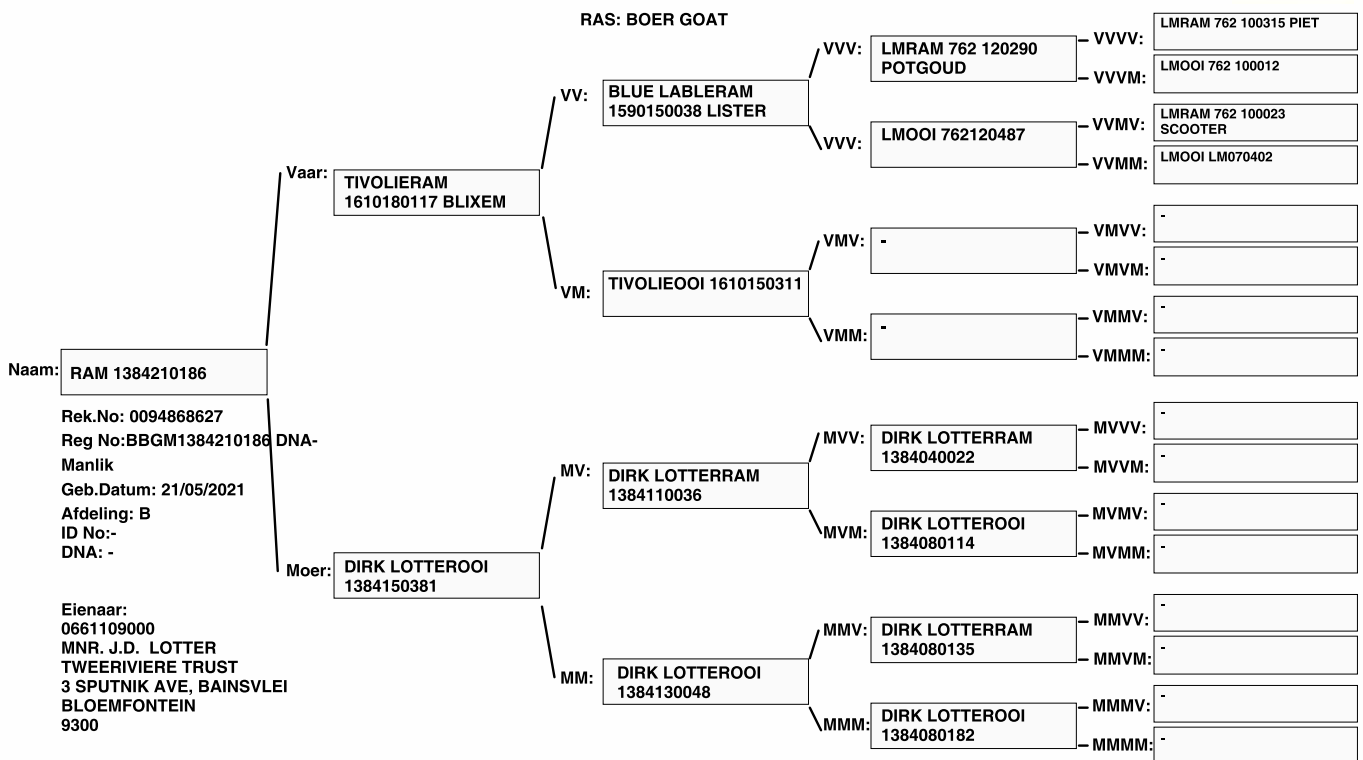 RAS: BOER GOAT
Naam:
RAM 1384210186
Rek.No: 0094868627
Reg No:BBGM1384210186 DNA-
Manlik
Geb.Datum: 21/05/2021
Afdeling: B
ID No:-
DNA: -
Eienaar:
0661109000
MNR. J.D. LOTTER
TWEERIVIERE TRUST
3 SPUTNIK AVE, BAINSVLEI
BLOEMFONTEIN
9300
Vaar:
TIVOLIERAM
1610180117 BLIXEM
Moer:
DIRK LOTTEROOI
1384150381
VV:
BLUE LABLERAM
1590150038 LISTER
VM:
TIVOLIEOOI 1610150311
MV:
DIRK LOTTERRAM
1384110036
MM:
DIRK LOTTEROOI
1384130048
VVV:
LMRAM 762 120290
POTGOUD
VVV:
LMOOI 762120487
VMV:
-
VMM:
-
MVV:
DIRK LOTTERRAM
1384040022
MVM:
DIRK LOTTEROOI
1384080114
MMV:
DIRK LOTTERRAM
1384080135
MMM:
DIRK LOTTEROOI
1384080182
VVVV:
LMRAM 762 100315 PIET
VVVM:
LMOOI 762 100012
VVMV:
LMRAM 762 100023
SCOOTER
VVMM:
LMOOI LM070402
VMVV:
-
VMVM:
-
VMMV:
-
VMMM:
-
MVVV:
-
MVVM:
-
MVMV:
-
MVMM:
-
MMVV:
-
MMVM:
-
MMMV:
-
MMMM:
-